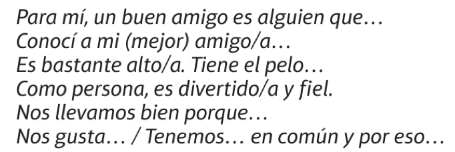 Para mí, un buen amigo es alguien que…
Conocí a mi (mejor) amigo/a…
Es bastante alto/a. Tiene el pelo…
Como persona, es divertido/a y fiel.
Nos llevamos bien porque…
Nos gusta… / Tenemos… en común y por eso…